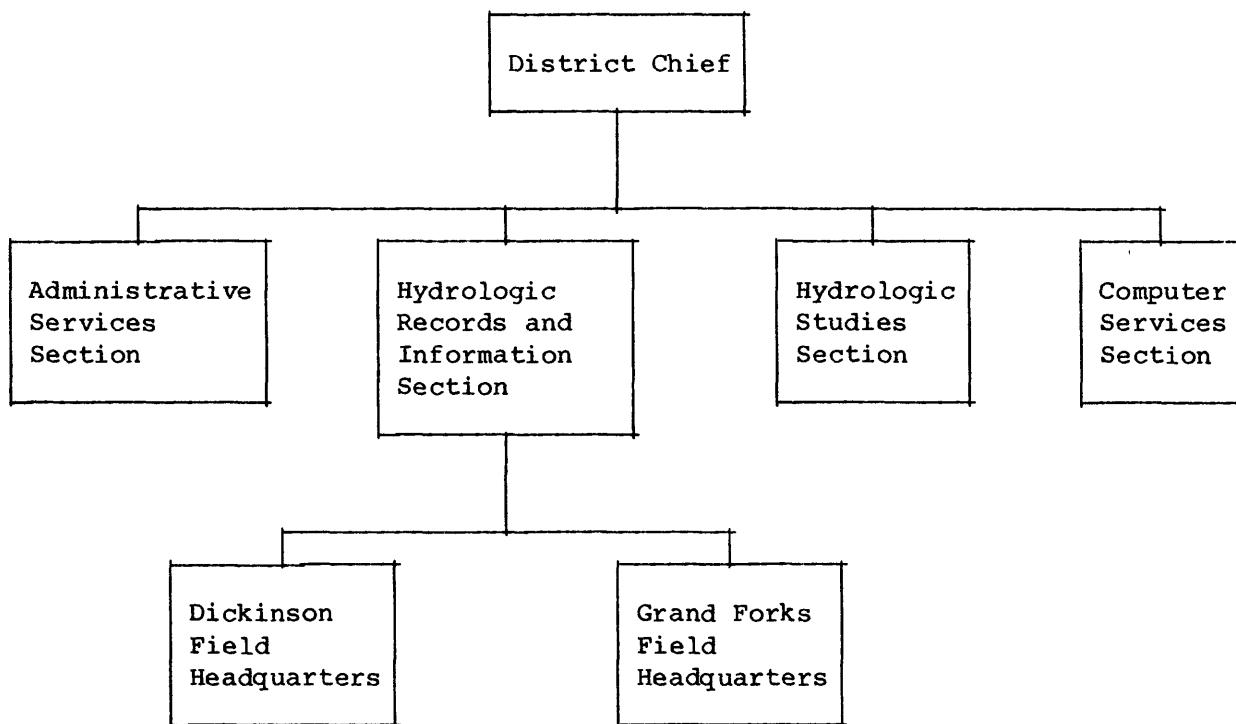 District Chief
Administrative
Services
Section
Hydrologic
Records and
Information
Section
Hydrologic
Studies
Section
Computer
Services
Section
Dickinson
Field
Headquarters
Grand Forks
Field
Headquarters